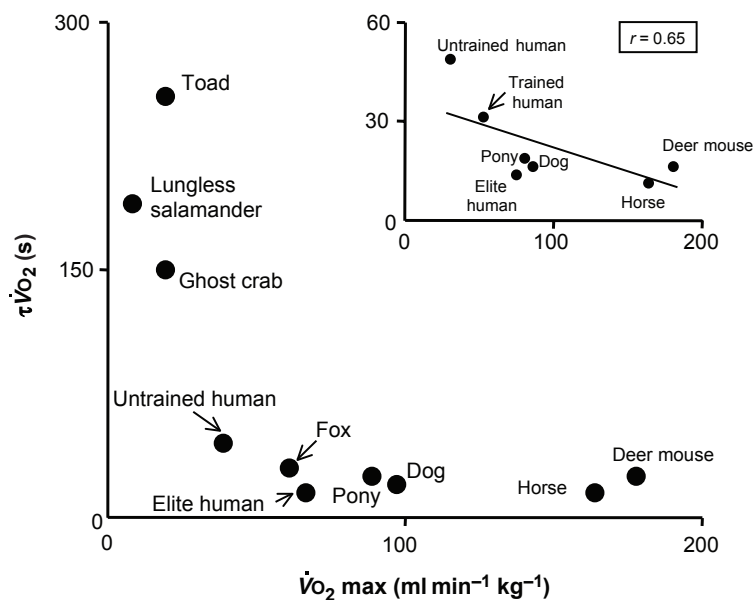 300
Toad
Lungless
salamander
150
Ghost crab
τV̇O₂ (s)
Untrained human
Fox
Elite human
Pony
Dog
Horse
Deer mouse
0
0
100
200
V̇O₂ max (ml min⁻¹ kg⁻¹)
60
Untrained human
r = 0.65
Trained
human
30
Pony
Dog
Deer mouse
Elite
human
Horse
0
0
100
200